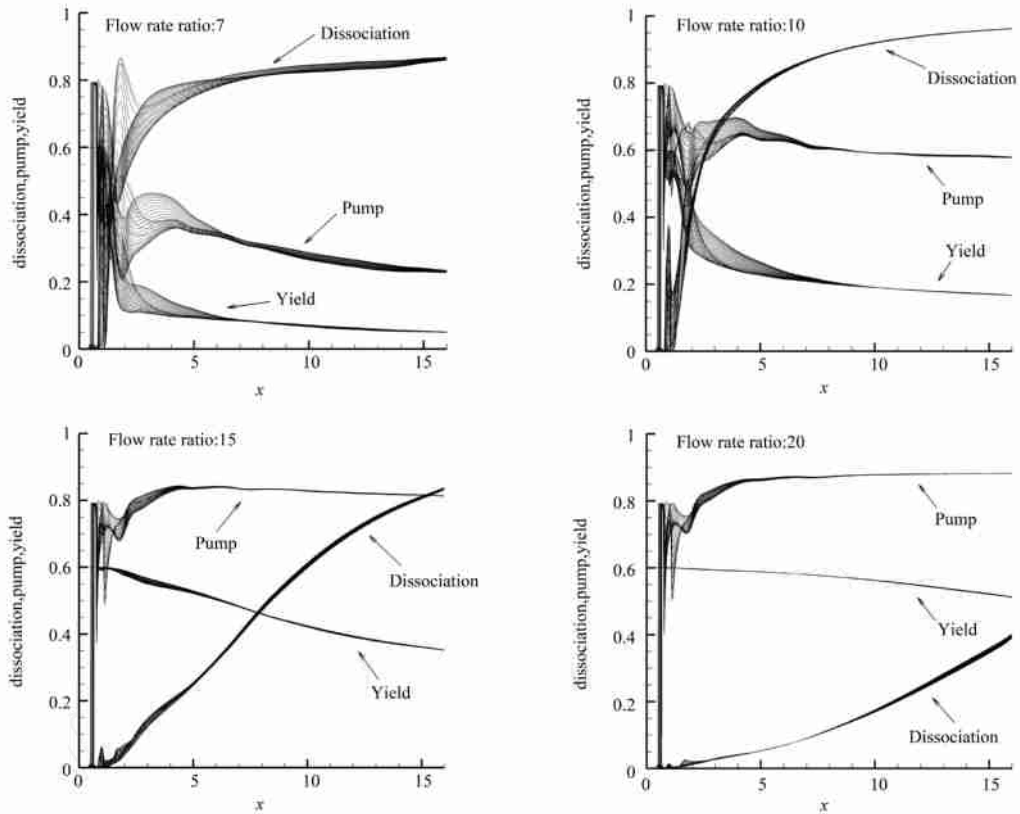 Flow rate ratio:7
Dissociation
Pump
Yield
dissociation,pump,yield
0
0.2
0.4
0.6
0.8
1
0
5
10
15
x
Flow rate ratio:10
Dissociation
Pump
Yield
dissociation,pump,yield
0
0.2
0.4
0.6
0.8
1
0
5
10
15
x
Flow rate ratio:15
Pump
Dissociation
Yield
dissociation,pump,yield
0
0.2
0.4
0.6
0.8
1
0
5
10
15
x
Flow rate ratio:20
Pump
Yield
Dissociation
dissociation,pump,yield
0
0.2
0.4
0.6
0.8
1
0
5
10
15
x